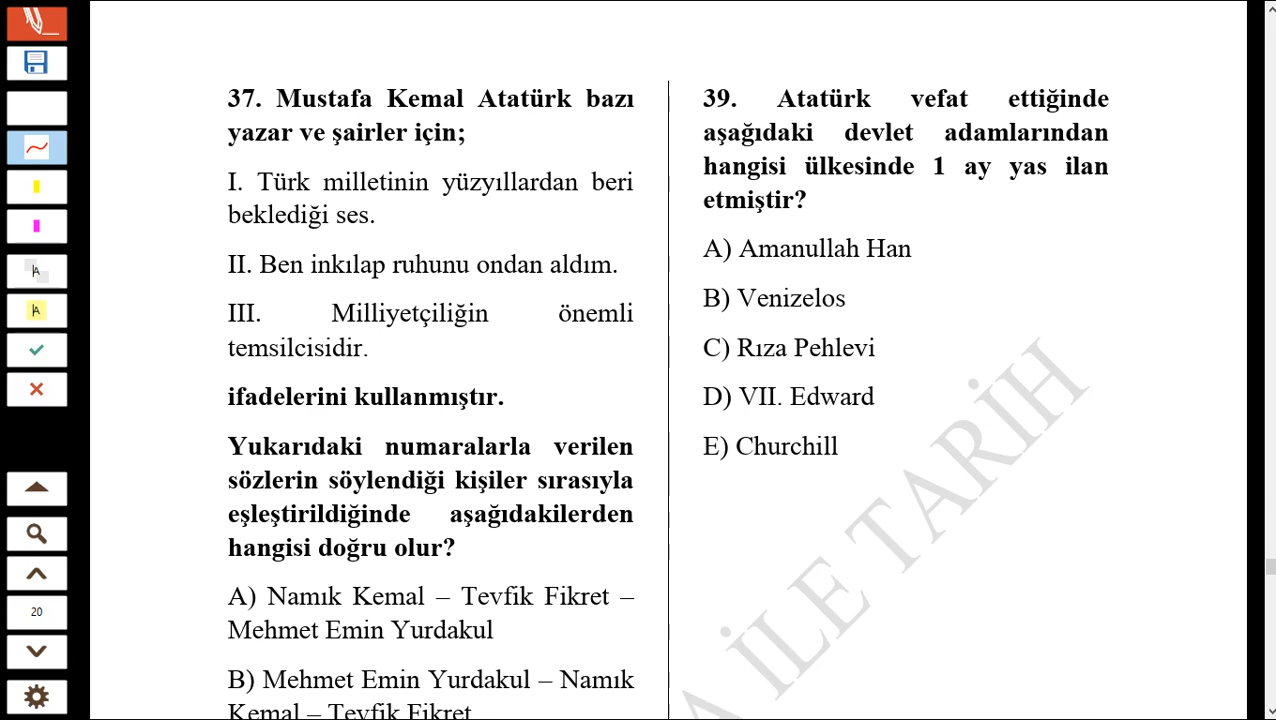 37. Mustafa Kemal Atatürk bazı
yazar ve şairler için;
I. Türk milletinin yüzyıllardan beri
beklediği ses.
II. Ben inkılap ruhunu ondan aldım.
III. Milliyetçiliğin önemli
temsilcisidir.
ifadelerini kullanmıştır.
Yukarıdaki numaralarla verilen
sözlerin söylendiği kişiler sırasıyla
eşleştirildiğinde aşağıdakilerden
hangisi doğru olur?
A) Namık Kemal – Tevfik Fikret –
Mehmet Emin Yurdakul
B) Mehmet Emin Yurdakul – Namık
Kemal – Tevfik Fikret
39. Atatürk vefat ettiğinde
aşağıdaki devlet adamlarından
hangisi ülkesinde 1 ay yas ilan
etmiştir?
A) Amanullah Han
B) Venizelos
C) Rıza Pehlevi
D) VII. Edward
E) Churchill
İLE TARİH
20